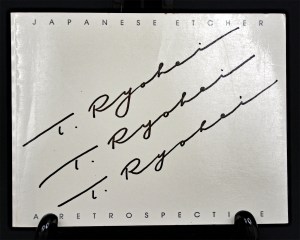 JAPANESE ETCHER
T. Ryohei
T. Ryohei
T. Ryohei
A RETROSPECTIVE